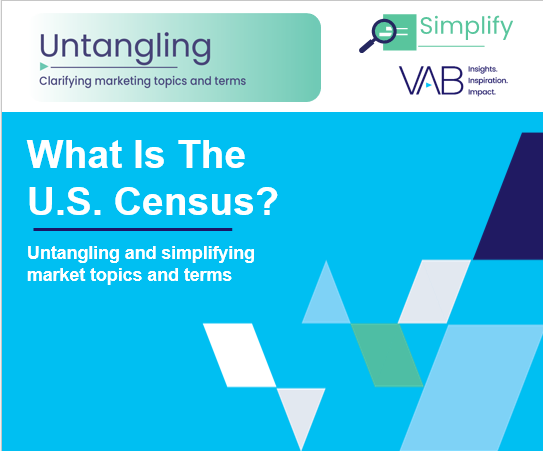 Untangling
Clarifying marketing topics and terms
Simplify
VAB
Insights.
Inspiration.
Impact.
What Is The
U.S. Census?
Untangling and simplifying
market topics and terms